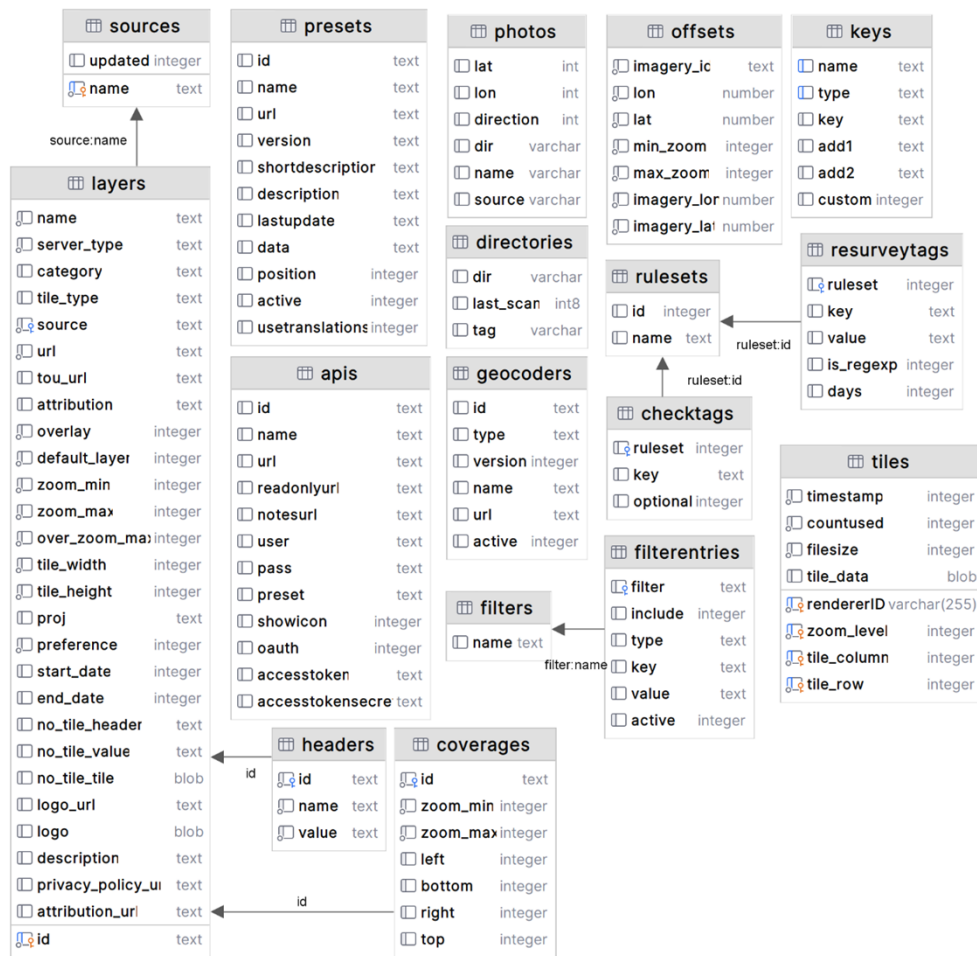 sources
updated integer
name text
source:name
layers
name text
server_type text
category text
tile_type text
source text
url text
tou_url text
attribution text
overlay integer
default_layer integer
zoom_min integer
zoom_max integer
over_zoom_max integer
tile_width integer
tile_height integer
proj text
preference integer
start_date integer
end_date integer
no_tile_header text
no_tile_value text
no_tile_tile blob
logo_url text
logo blob
description text
privacy_policy_u text
attribution_url text
id text
presets
id text
name text
url text
version text
shortdescription text
description text
lastupdate text
data text
position integer
active integer
usetranslations integer
apis
id text
name text
url text
readonlyurl text
notesurl text
user text
pass text
preset text
showicon integer
oauth integer
accesstoken text
accesstokensecre text
headers
id text
name text
value text
id
coverages
id text
zoom_min integer
zoom_max integer
left integer
bottom integer
right integer
top integer
id
photos
lat int
lon int
direction int
dir varchar
name varchar
source varchar
directories
dir varchar
last_scan int8
tag varchar
geocoders
id text
type text
version integer
name text
url text
active integer
filters
name text
filter:name
offsets
imagery_id text
lon number
lat number
min_zoom integer
max_zoom integer
imagery_lon number
imagery_lat number
rulesets
id integer
name text
ruleset:id
ruleset:id
checktags
ruleset integer
key text
optional integer
filterentries
filter text
include integer
type text
key text
value text
active integer
keys
name text
type text
key text
add1 text
add2 text
custom integer
resurveytags
ruleset integer
key text
value text
is_regexp integer
days integer
tiles
timestamp integer
countused integer
filesize integer
tile_data blob
rendererID varchar(255)
zoom_level integer
tile_column integer
tile_row integer